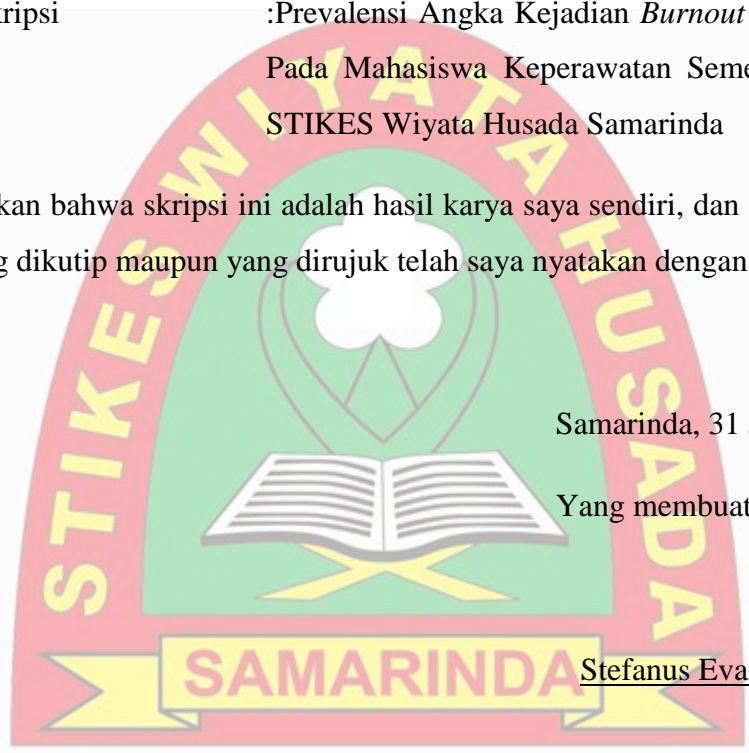 kripsi :Prevalensi Angka Kejadian Burnout
Pada Mahasiswa Keperawatan Seme
STIKES Wiyata Husada Samarinda
kan bahwa skripsi ini adalah hasil karya saya sendiri, dan
g dikutip maupun yang dirujuk telah saya nyatakan dengan
Samarinda, 31
Yang membuat
Stefanus Eva
STIKES WIYATA HUSADA
SAMARINDA